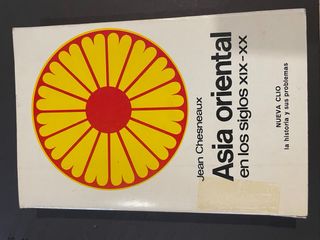 Jean Chesneaux
Asia oriental
en los siglos XIX-XX
NUEVA CLIO
la historia y sus problemas